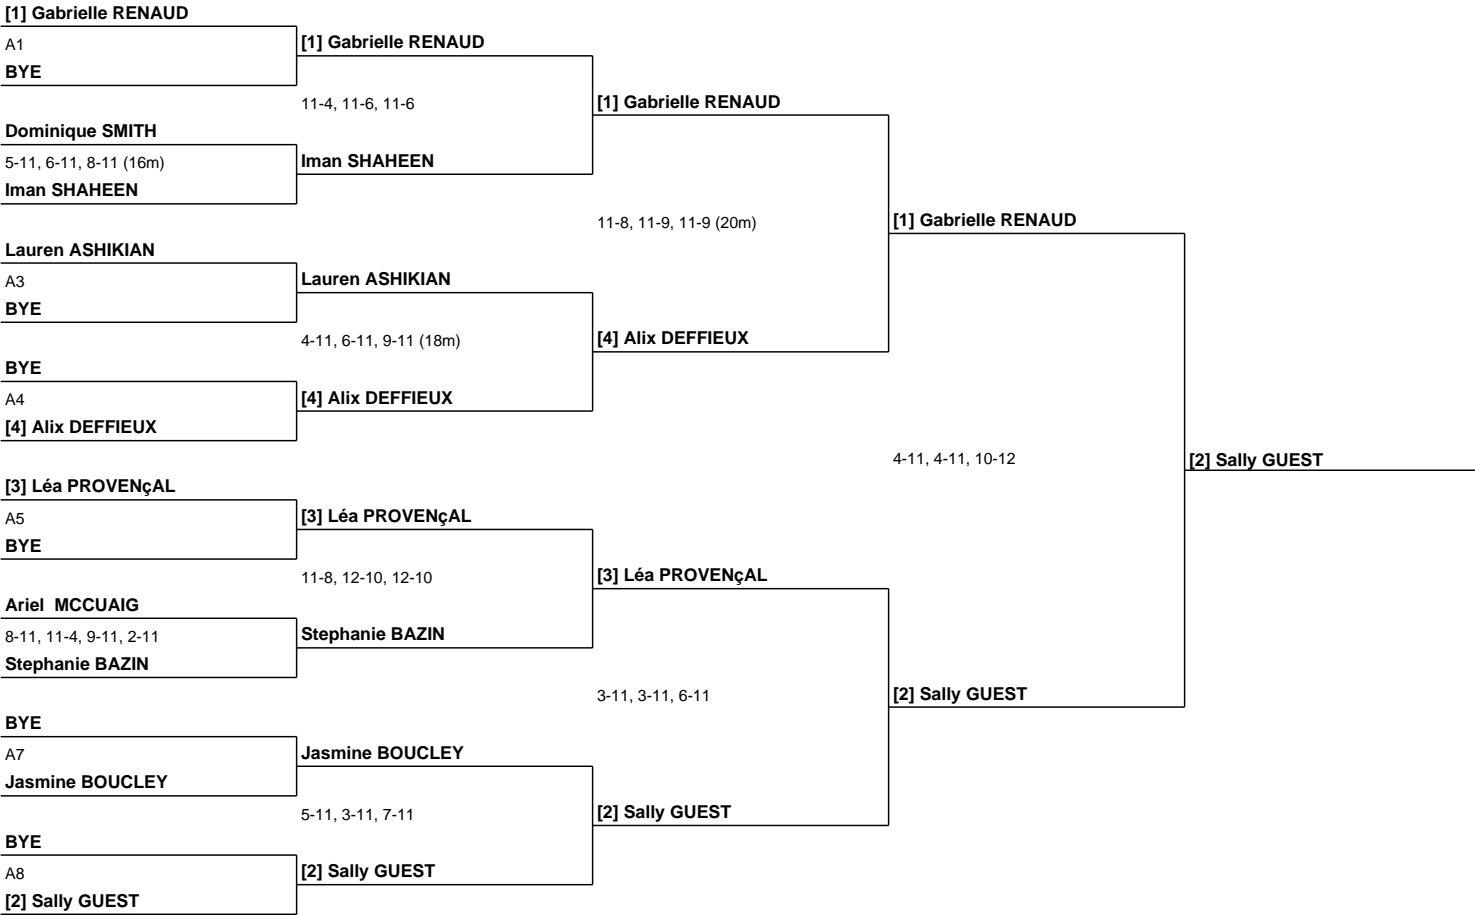 [1] Gabrielle RENAUD
A1
BYE
[1] Gabrielle RENAUD
11-4, 11-6, 11-6
[1] Gabrielle RENAUD
Dominique SMITH
5-11, 6-11, 8-11 (16m)
Iman SHAHEEN
Iman SHAHEEN
11-8, 11-9, 11-9 (20m)
[1] Gabrielle RENAUD
Lauren ASHIKIAN
A3
BYE
Lauren ASHIKIAN
4-11, 6-11, 9-11 (18m)
[4] Alix DEFFIEUX
BYE
A4
[4] Alix DEFFIEUX
[4] Alix DEFFIEUX
4-11, 4-11, 10-12
[2] Sally GUEST
[3] Léa PROVENçAL
A5
BYE
[3] Léa PROVENçAL
11-8, 12-10, 12-10
[3] Léa PROVENçAL
Ariel  MCCUAIG
8-11, 11-4, 9-11, 2-11
Stephanie BAZIN
Stephanie BAZIN
3-11, 3-11, 6-11
[2] Sally GUEST
BYE
A7
Jasmine BOUCLEY
Jasmine BOUCLEY
5-11, 3-11, 7-11
[2] Sally GUEST
BYE
A8
[2] Sally GUEST
[2] Sally GUEST